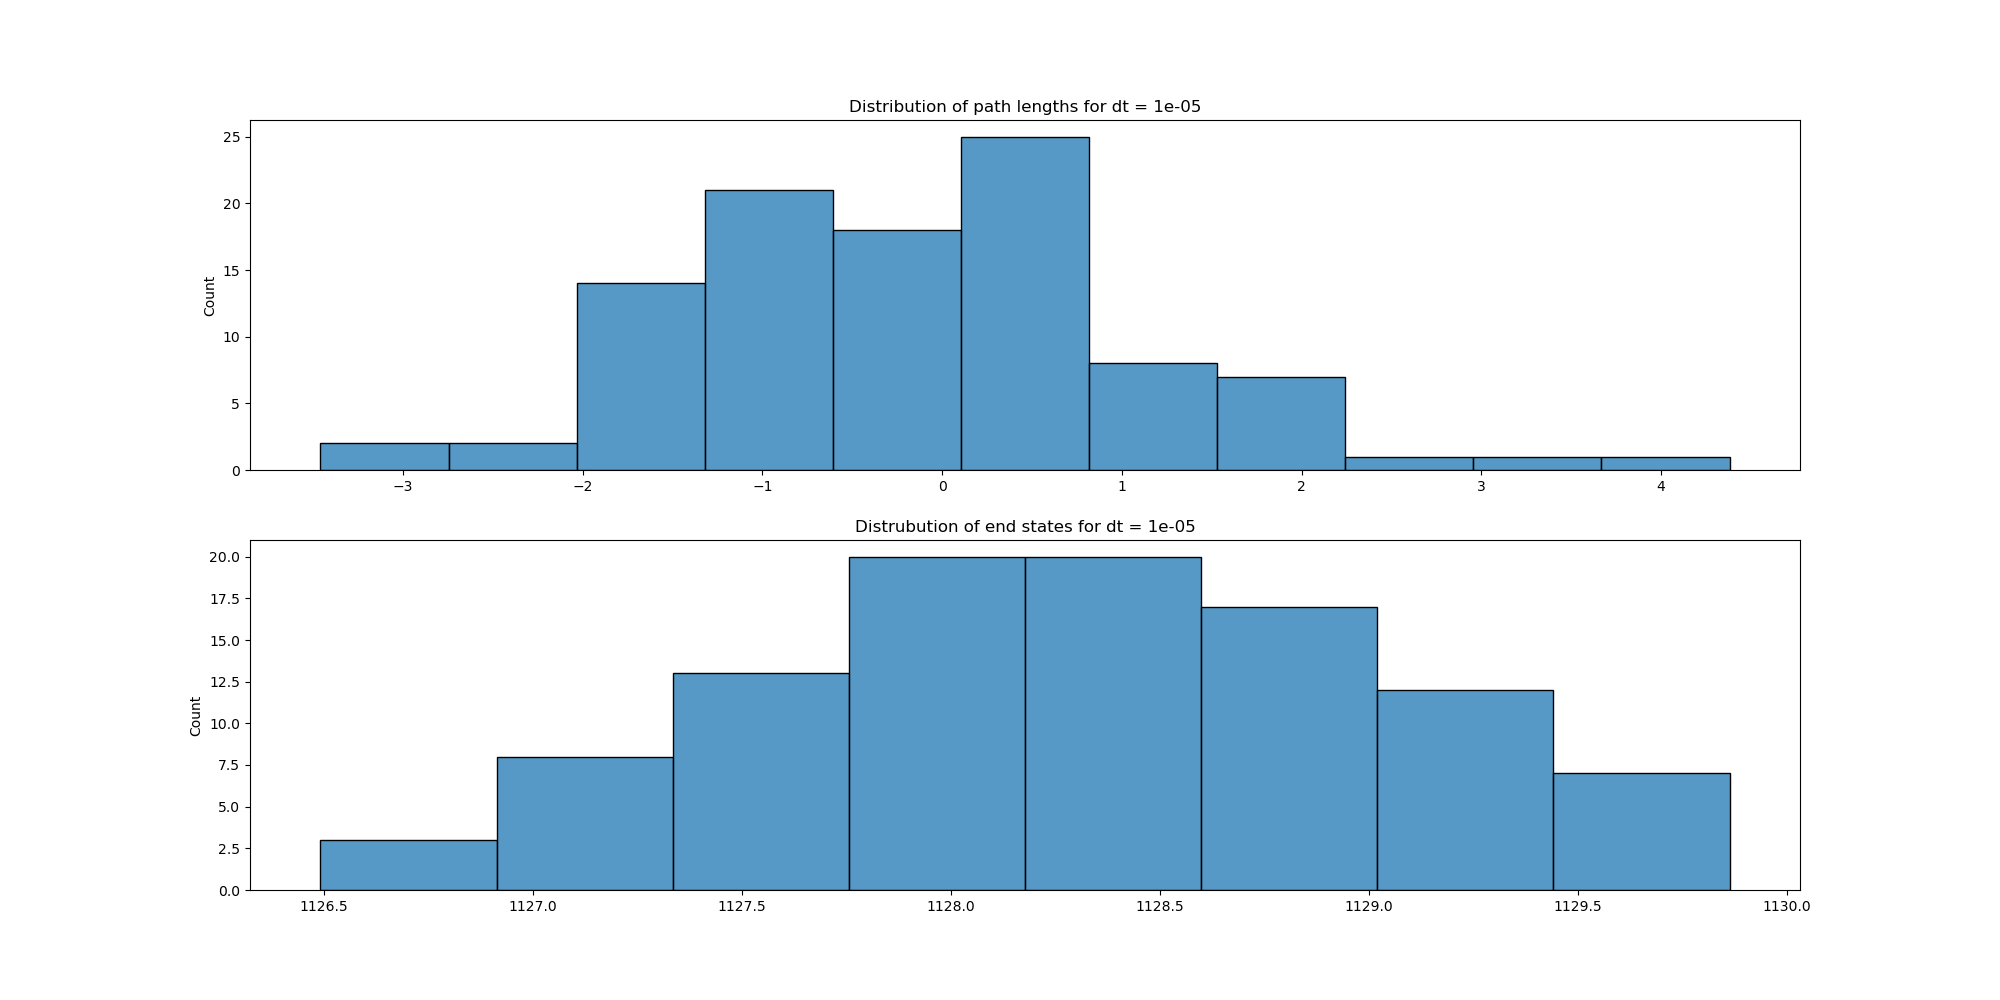 Distribution of path lengths for dt = 1e-05
25
20
15
10
5
0
Count
−3 −2 −1 0 1 2 3 4
Distrubution of end states for dt = 1e-05
20.0
17.5
15.0
12.5
10.0
7.5
5.0
2.5
0.0
Count
1126.5 1127.0 1127.5 1128.0 1128.5 1129.0 1129.5 1130.0